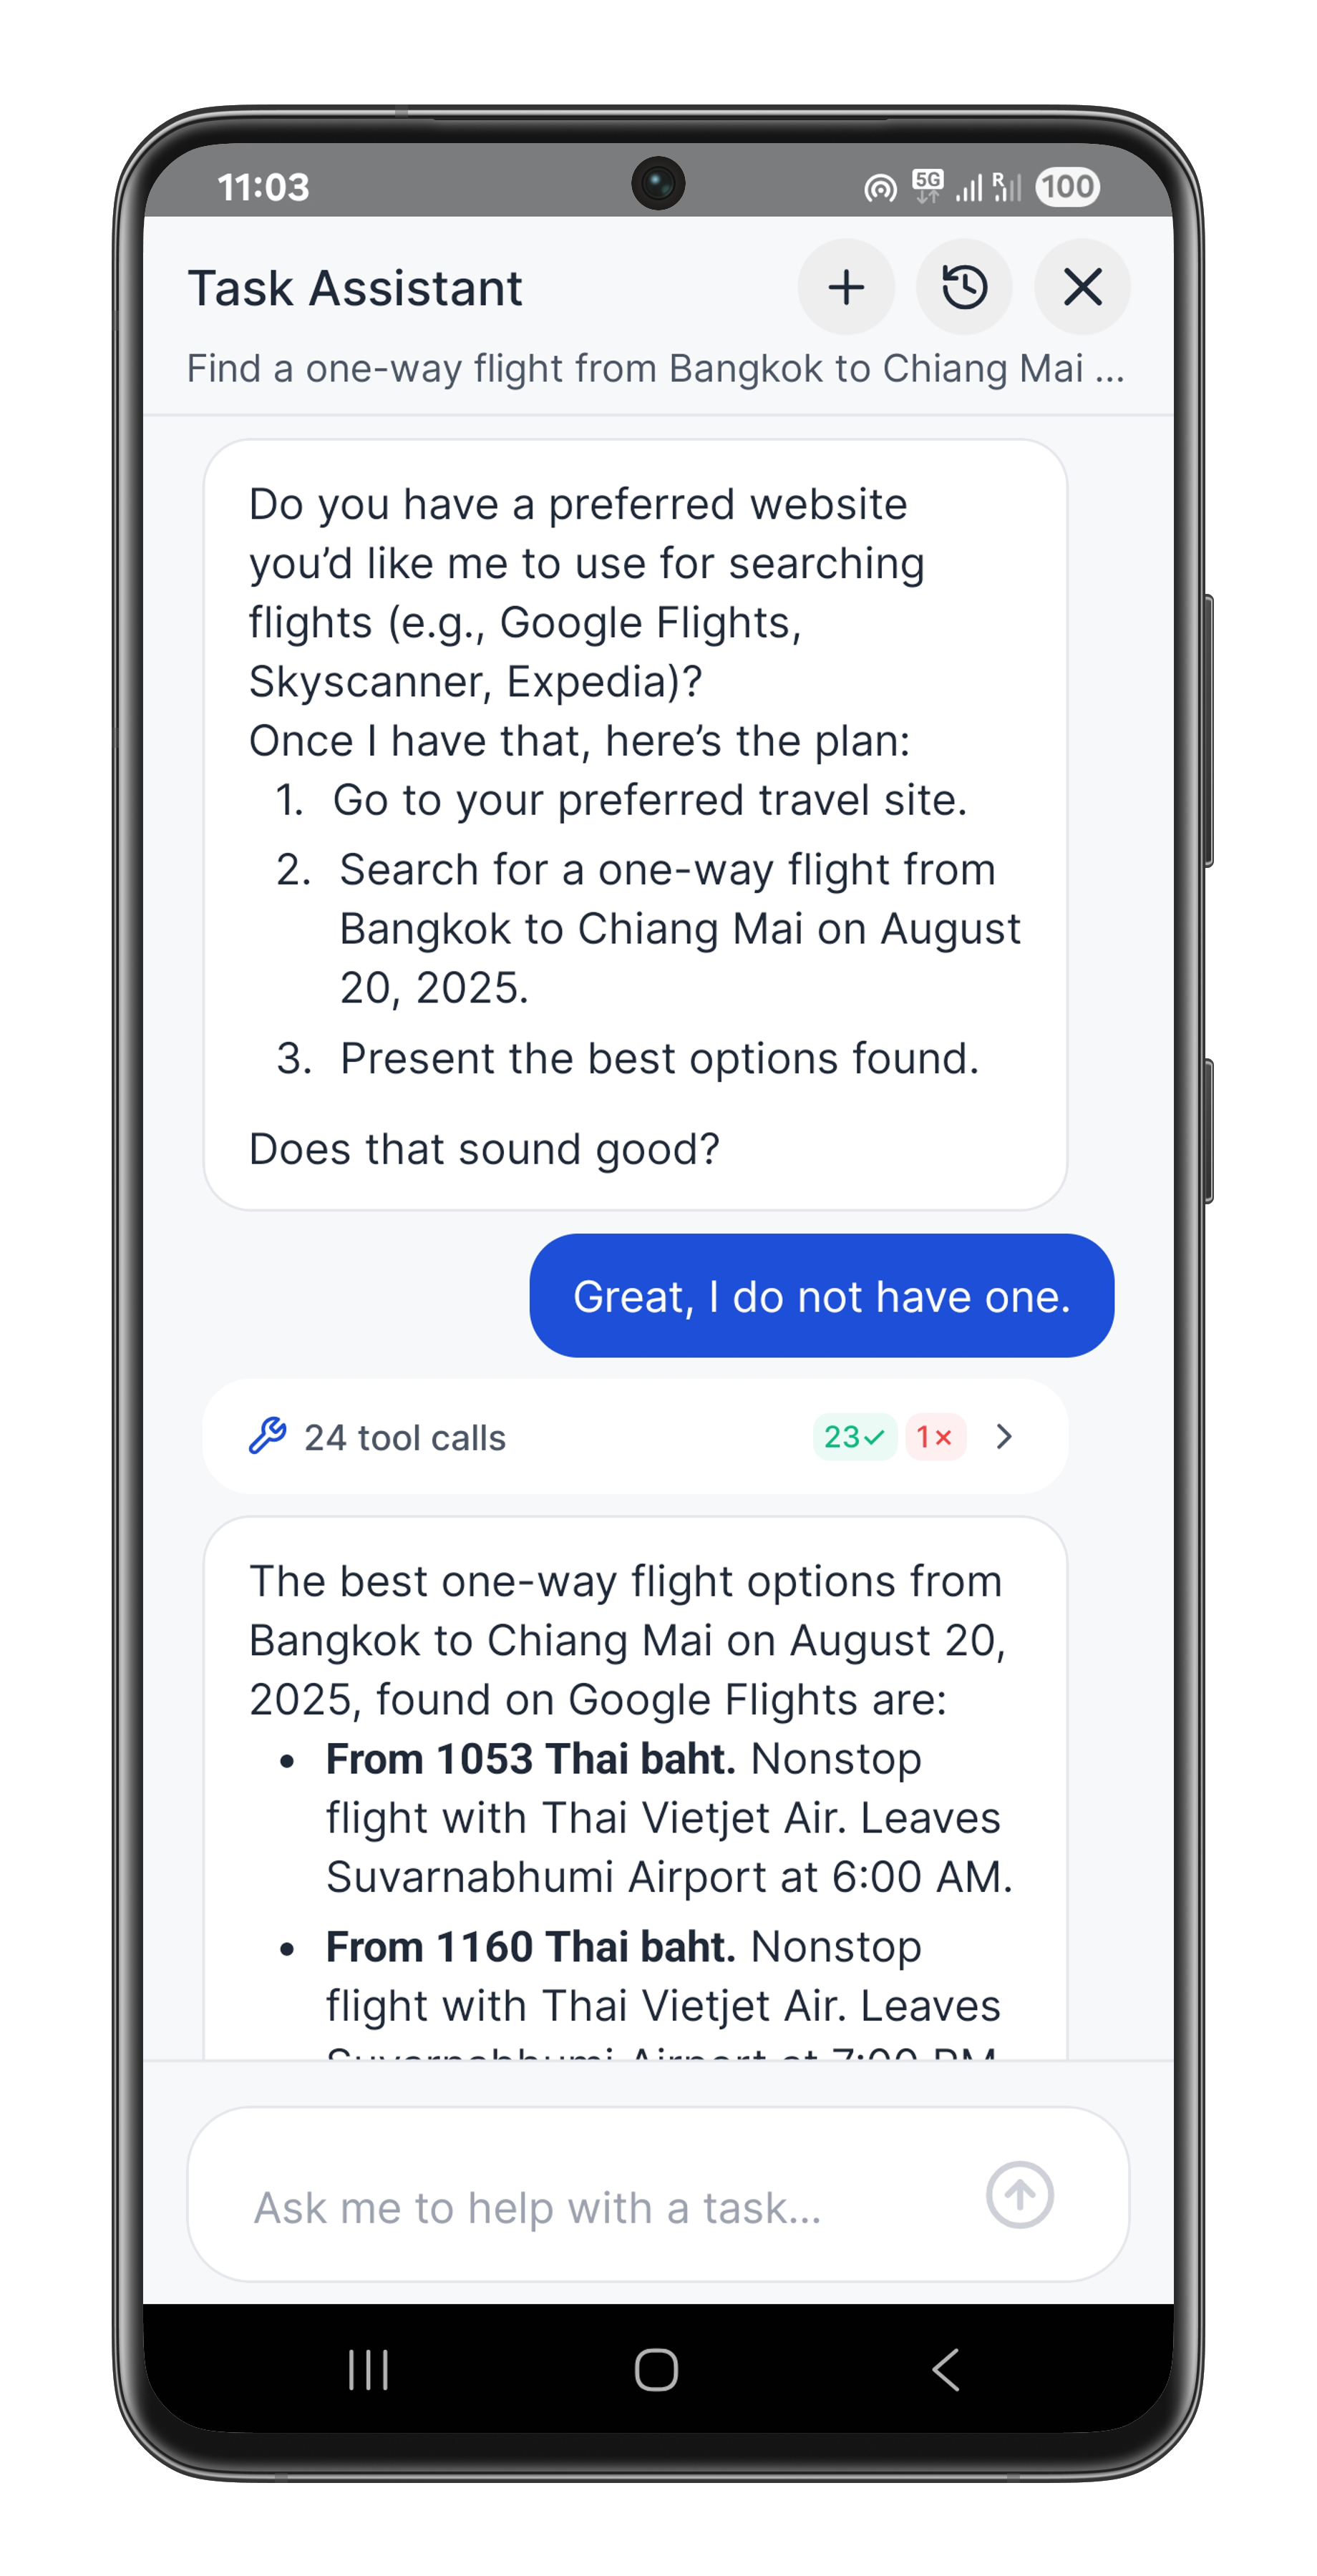 11:03
5G
R
100
Task Assistant
Find a one-way flight from Bangkok to Chiang Mai ...
Do you have a preferred website
you’d like me to use for searching
flights (e.g., Google Flights,
Skyscanner, Expedia)?
Once I have that, here’s the plan:
1. Go to your preferred travel site.
2. Search for a one-way flight from
Bangkok to Chiang Mai on August
20, 2025.
3. Present the best options found.
Does that sound good?
Great, I do not have one.
24 tool calls
23✓ 1×
The best one-way flight options from
Bangkok to Chiang Mai on August 20,
2025, found on Google Flights are:
• From 1053 Thai baht. Nonstop
flight with Thai Vietjet Air. Leaves
Suvarnabhumi Airport at 6:00 AM.
• From 1160 Thai baht. Nonstop
flight with Thai Vietjet Air. Leaves
Suvarnabhumi Airport at 7:00 PM
Ask me to help with a task...